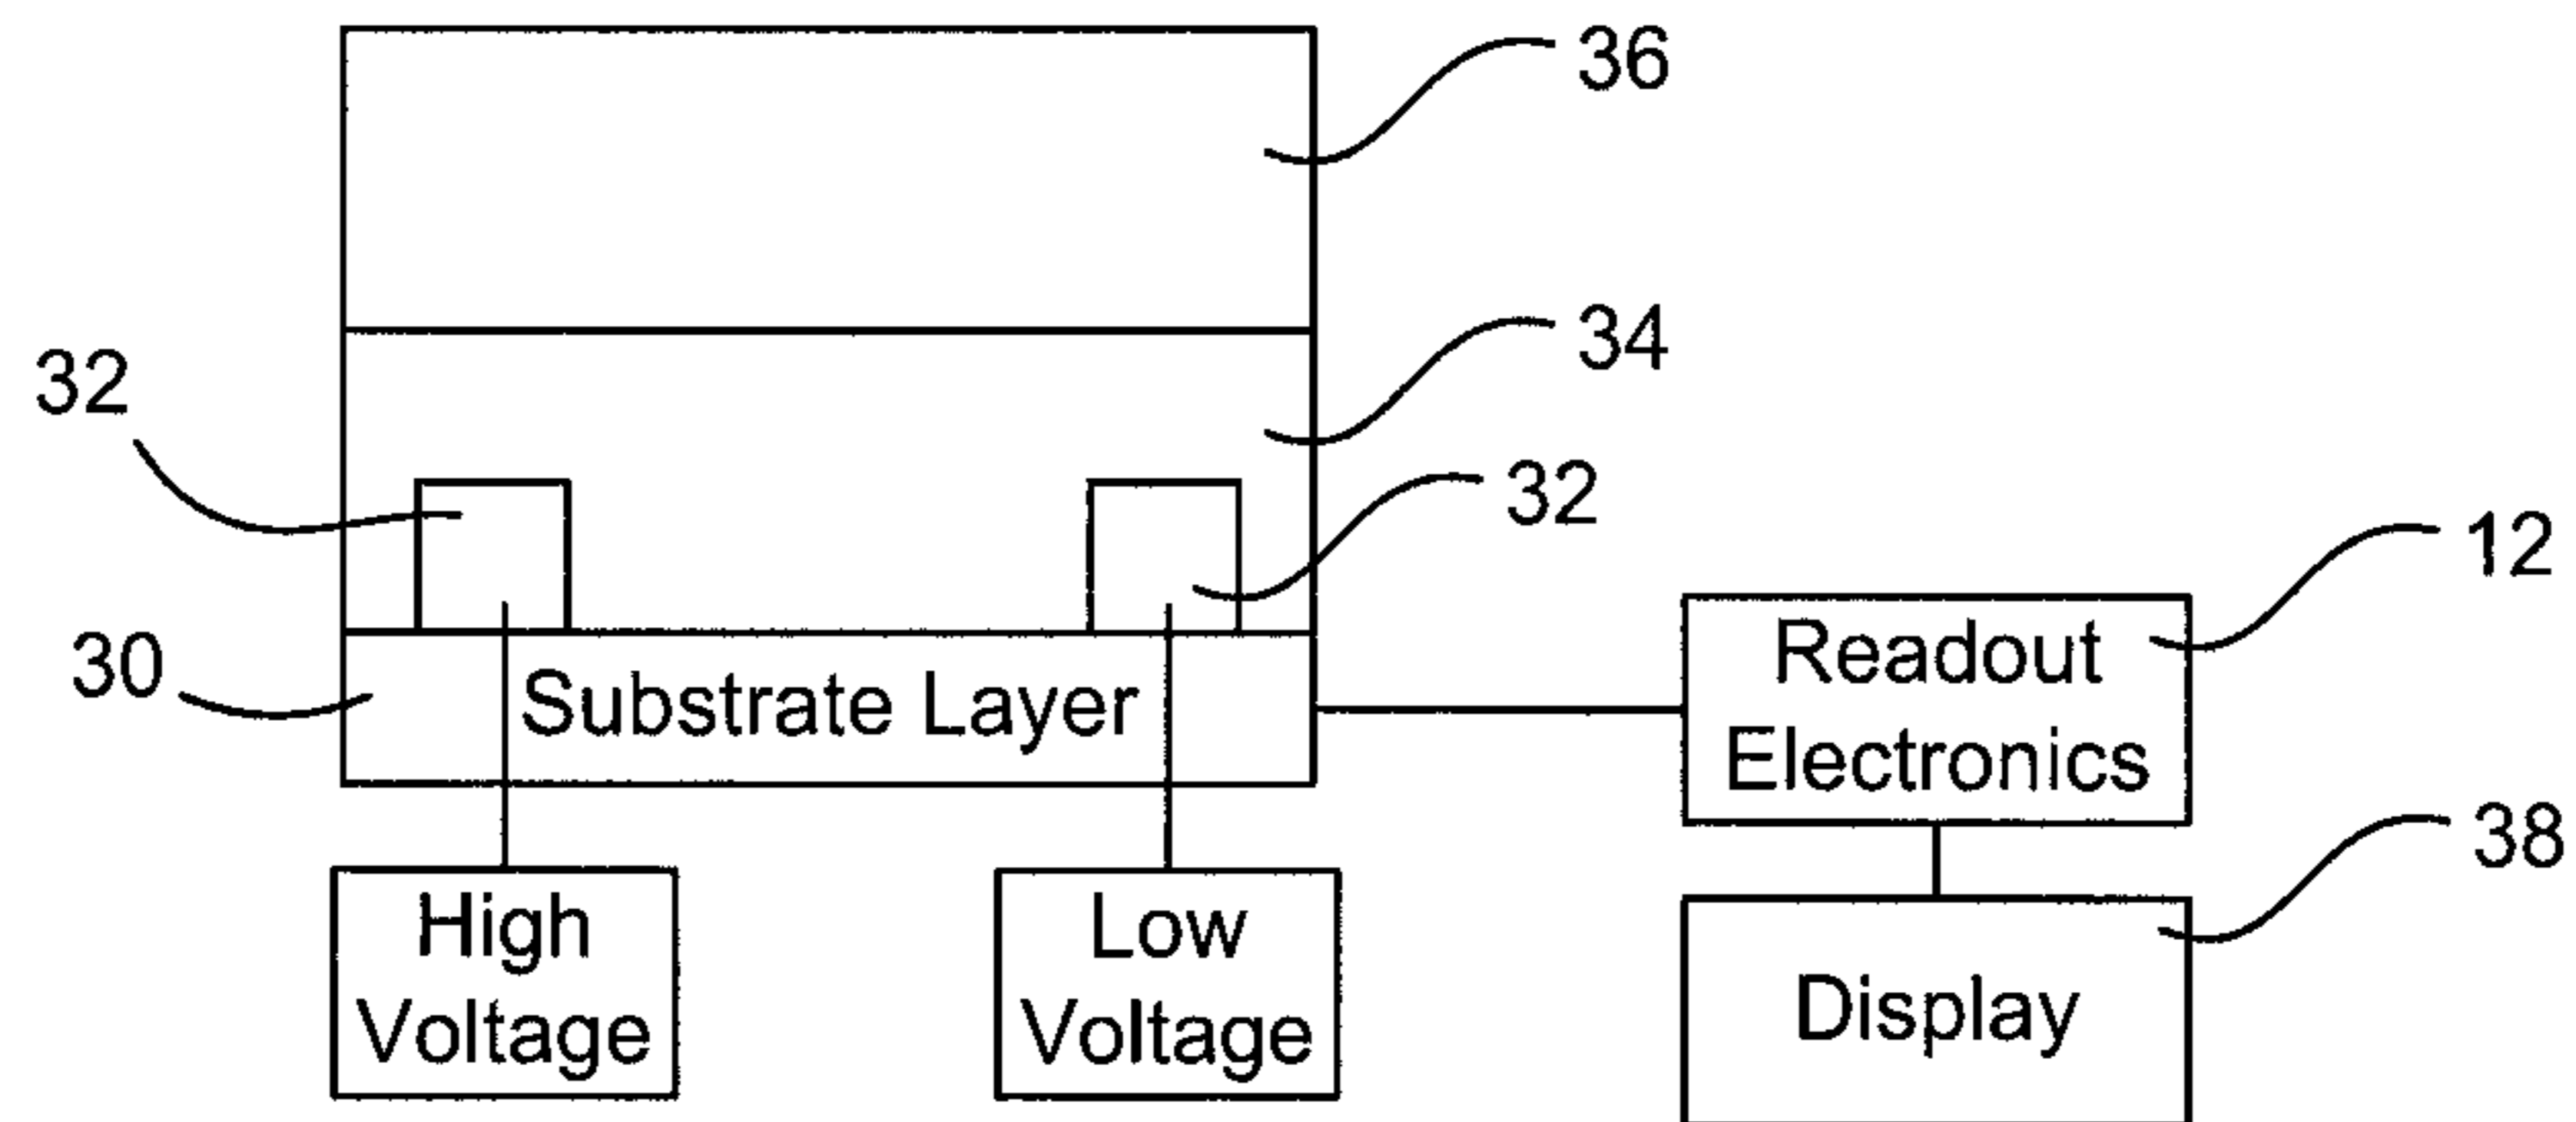 36
34
32
32
12
30
Substrate Layer
Readout
Electronics
38
High
Voltage
Low
Voltage
Display